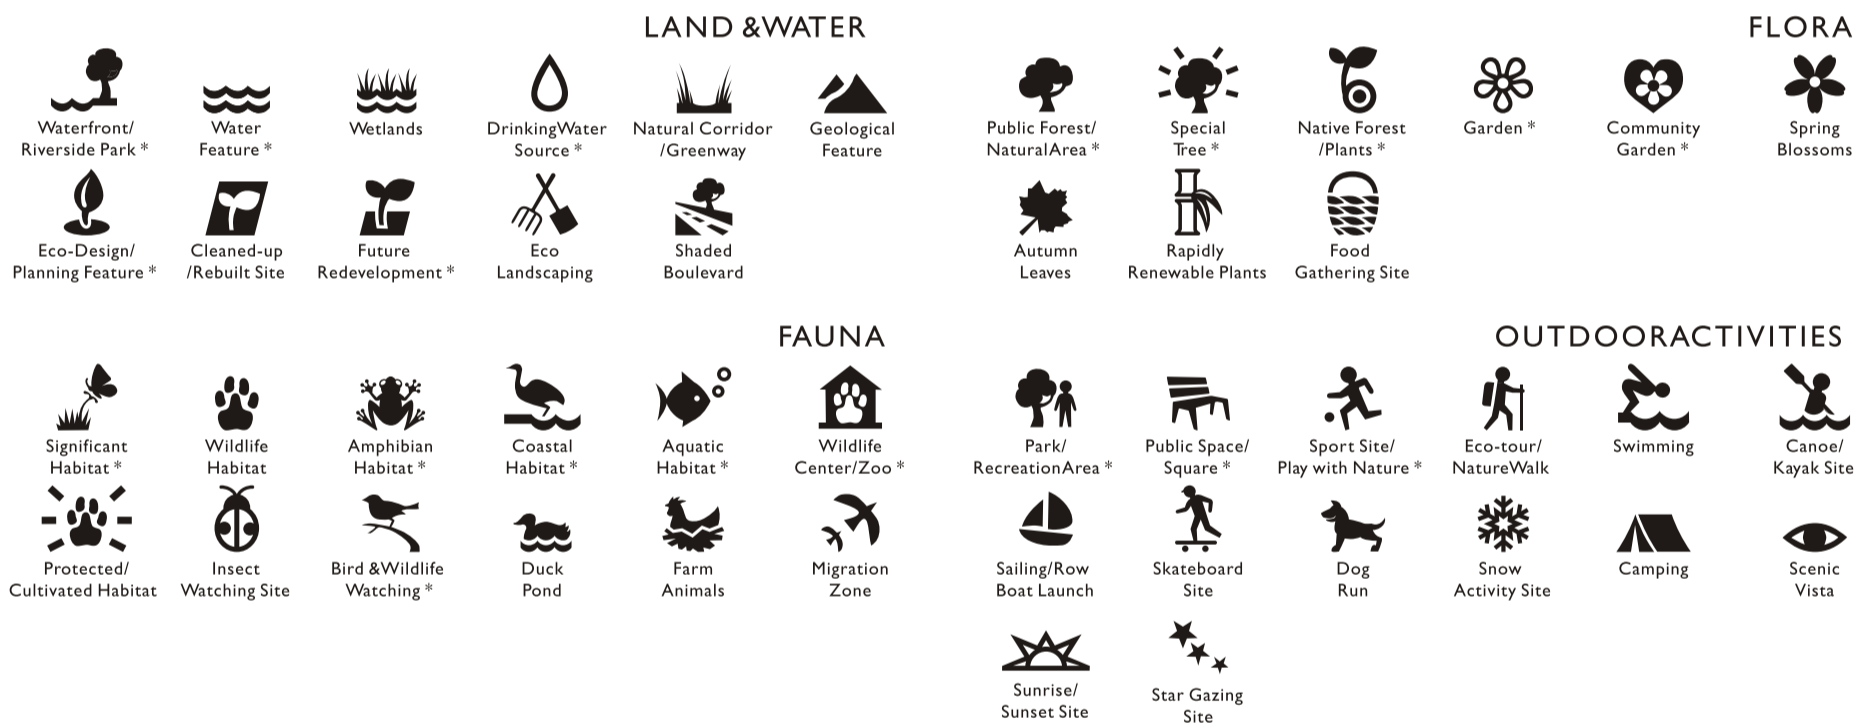 LAND &WATER
Waterfront/
Riverside Park *
Water
Feature *
Wetlands
DrinkingWater
Source *
Natural Corridor
/Greenway
Geological
Feature
Eco-Design/
Planning Feature *
Cleaned-up
/Rebuilt Site
Future
Redevelopment *
Eco
Landscaping
Shaded
Boulevard
FLORA
Public Forest/
NaturalArea *
Special
Tree *
Native Forest
/Plants *
Garden *
Community
Garden *
Spring
Blossoms
Autumn
Leaves
Rapidly
Renewable Plants
Food
Gathering Site
FAUNA
Significant
Habitat *
Wildlife
Habitat
Amphibian
Habitat *
Coastal
Habitat *
Aquatic
Habitat *
Wildlife
Center/Zoo *
Protected/
Cultivated Habitat
Insect
Watching Site
Bird &Wildlife
Watching *
Duck
Pond
Farm
Animals
Migration
Zone
OUTDOORACTIVITIES
Park/
RecreationArea *
Public Space/
Square *
Sport Site/
Play with Nature *
Eco-tour/
NatureWalk
Swimming
Canoe/
Kayak Site
Sailing/Row
Boat Launch
Skateboard
Site
Dog
Run
Snow
Activity Site
Camping
Scenic
Vista
Sunrise/
Sunset Site
Star Gazing
Site